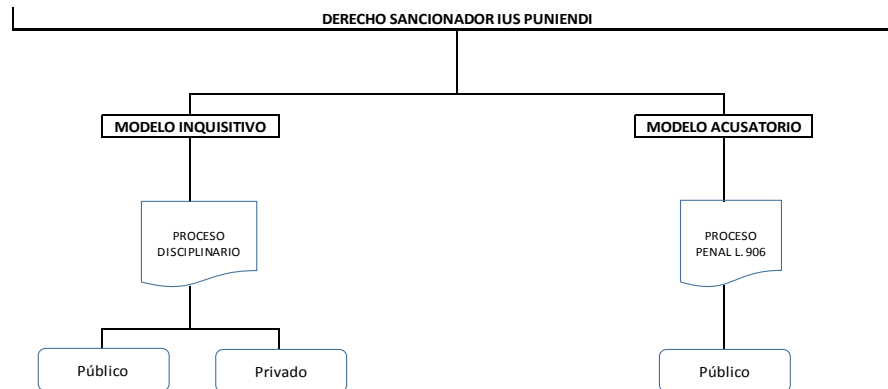 DERECHO SANCIONADOR IUS PUNIENDI
MODELO INQUISITIVO
MODELO ACUSATORIO
PROCESO
DISCIPLINARIO
PROCESO
PENAL L. 906
Público
Privado
Público